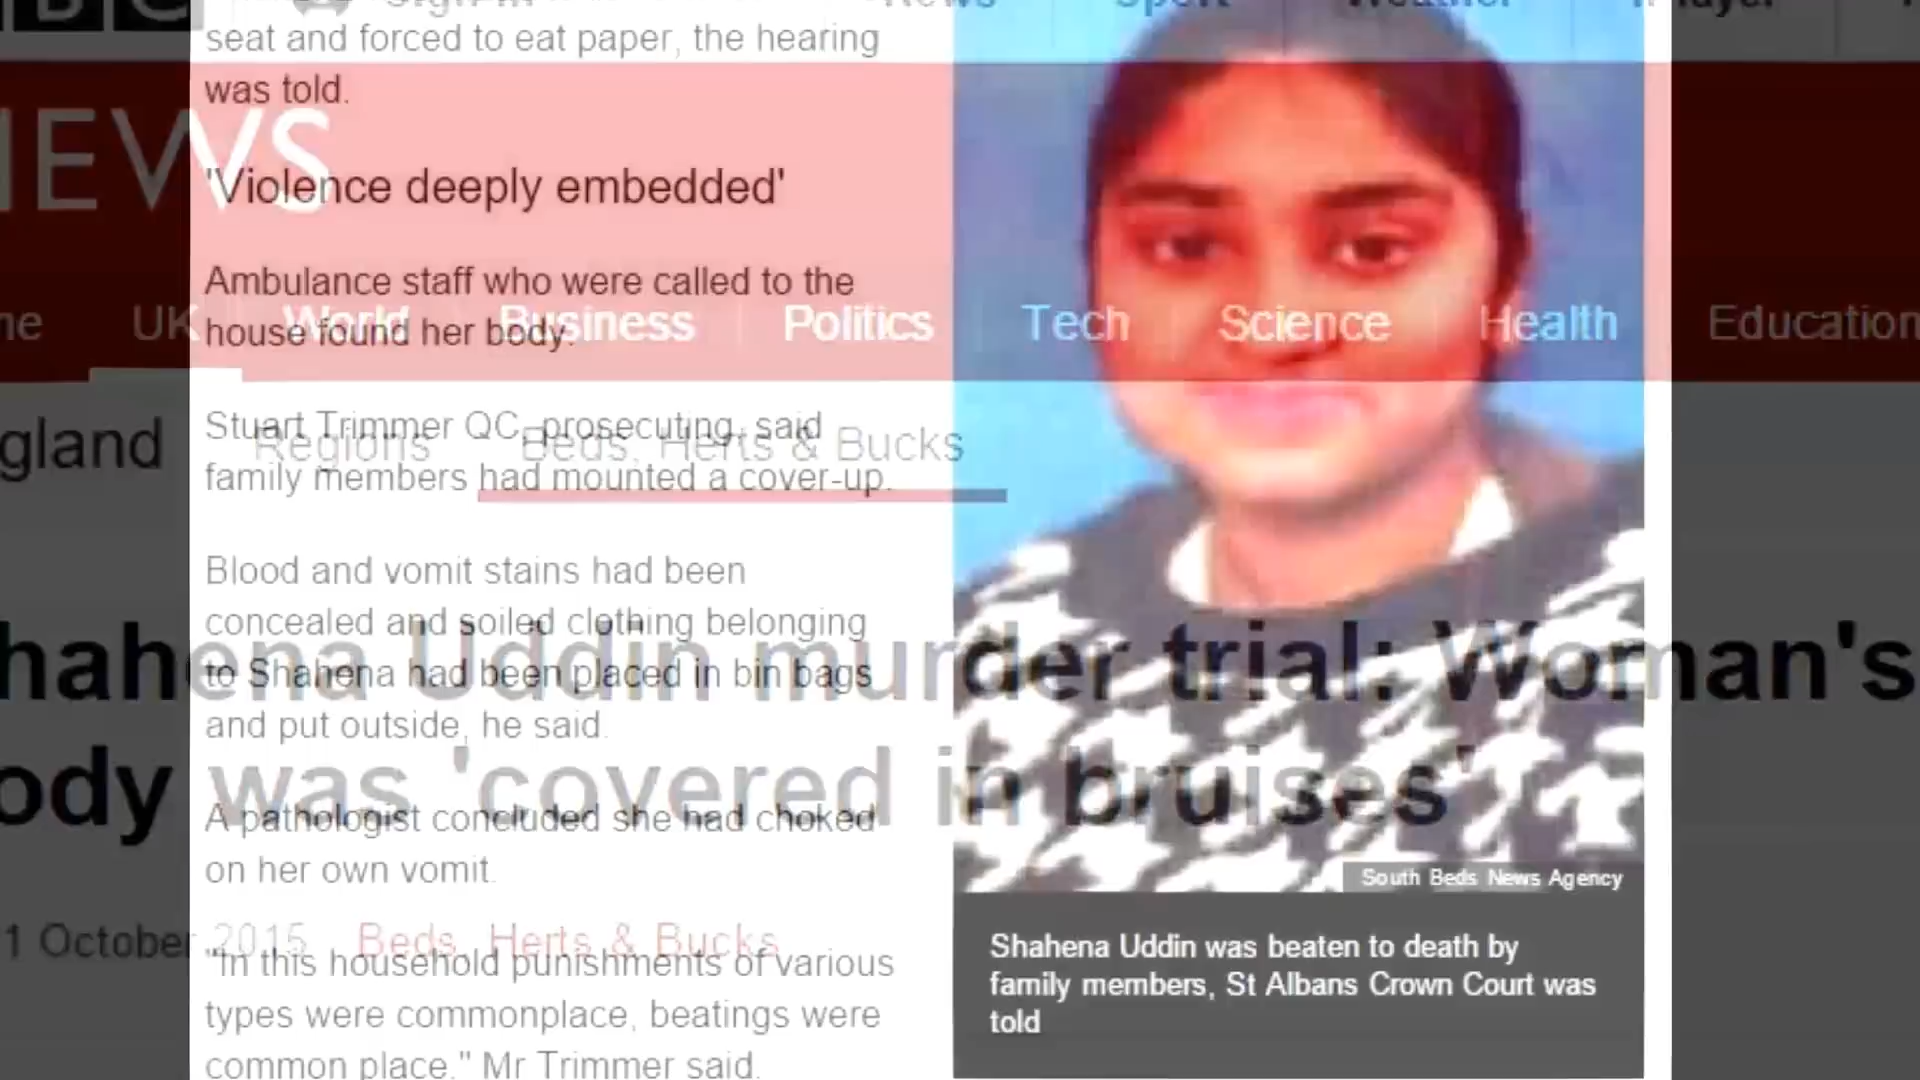 Sport
seat and forced to eat paper, the hearing
was told.
NEWS
'Violence deeply embedded'
Ambulance staff who were called to the
house found her body.
UK World Business Politics Tech Science Health Education
Stuart Trimmer QC, prosecuting, said
family members had mounted a cover-up.
Regions Beds, Herts & Bucks
Blood and vomit stains had been
concealed and soiled clothing belonging
to Shahena had been placed in bin bags
and put outside, he said.
hahena Uddin murder trial: Woman's
ody was 'covered in bruises'
A pathologist concluded she had choked
on her own vomit.
1 October 2015 Beds, Herts & Bucks
"In this household punishments of various
types were commonplace, beatings were
common place." Mr Trimmer said.
South Beds News Agency
Shahena Uddin was beaten to death by
family members, St Albans Crown Court was
told